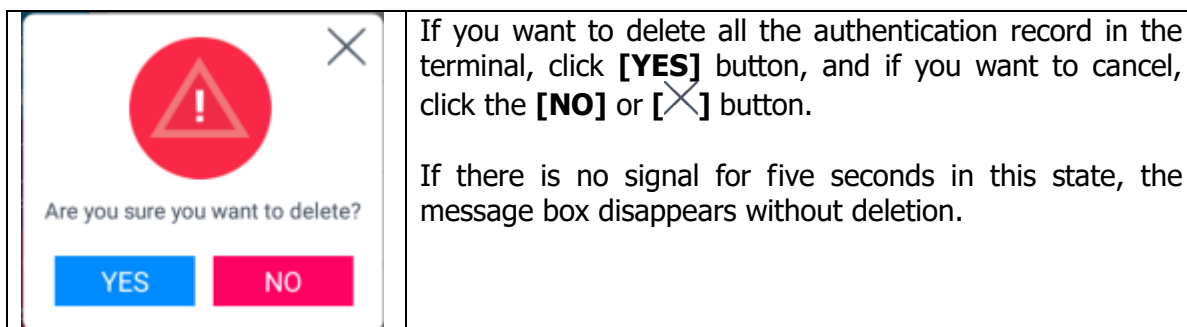 !
Are you sure you want to delete?
YES NO
If you want to delete all the authentication record in the
terminal, click [YES] button, and if you want to cancel,
click the [NO] or [╳] button.
If there is no signal for five seconds in this state, the
message box disappears without deletion.